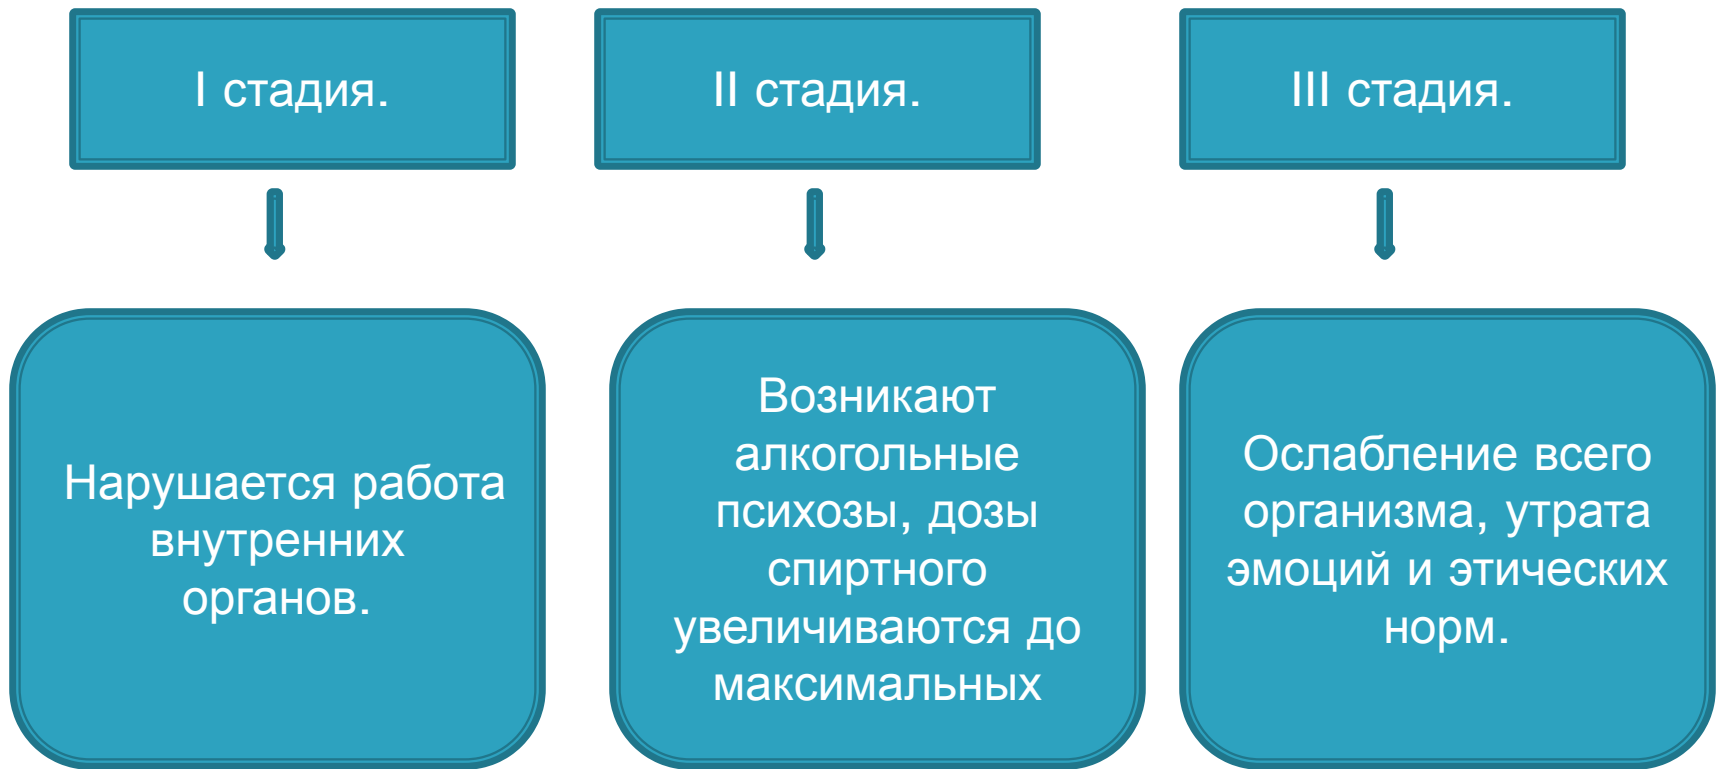 I стадия.
II стадия.
III стадия.
Нарушается работа
внутренних
органов.
Возникают
алкогольные
психозы, дозы
спиртного
увеличиваются до
максимальных
Ослабление всего
организма, утрата
эмоций и этических
норм.